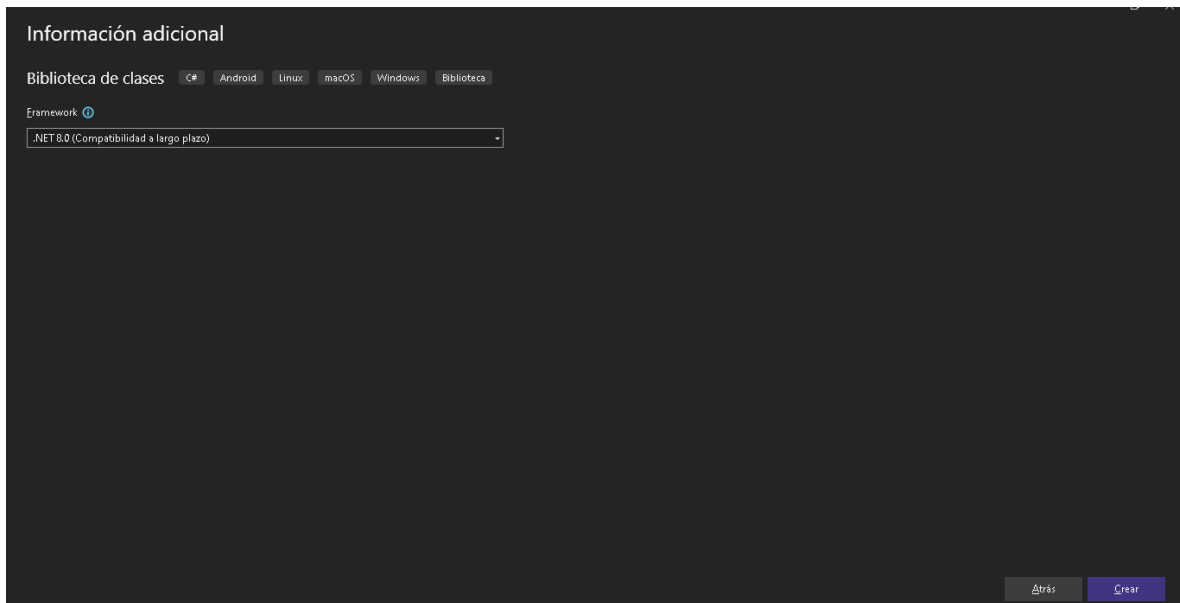 Información adicional
Biblioteca de clases C# Android Linux macOS Windows Biblioteca
Framework
.NET 8.0 (Compatibilidad a largo plazo)
Atrás Crear